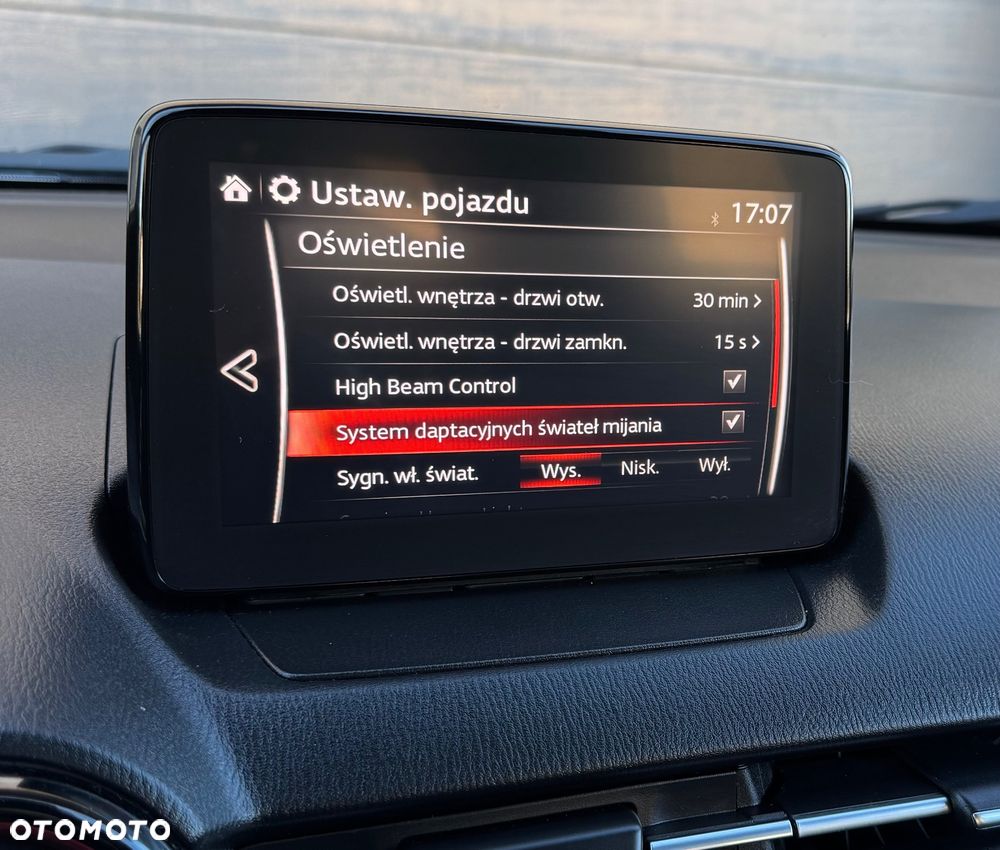 Ustaw. pojazdu 17:07
Oświetlenie
Oświetl. wnętrza - drzwi otw. 30 min >
Oświetl. wnętrza - drzwi zamkn. 15 s >
High Beam Control
System daptacyjnych świateł mijania
Sygn. wł. świat. Wys. Nisk. Wył.
OTOMOTO